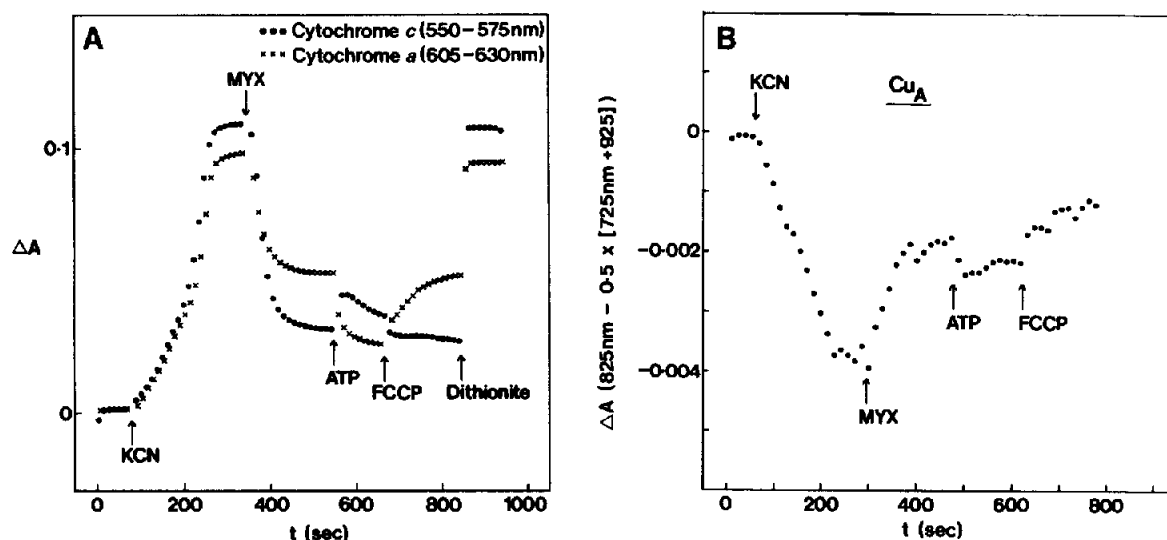 A
•••• Cytochrome c (550-575nm)
×××× Cytochrome a (605-630nm)
MYX
0·1
ΔA
0
KCN
ATP
FCCP
Dithionite
0 200 400 600 800 1000
t (sec)
B
KCN
CuA
0
-0·002
-0·004
ΔA (825nm - 0·5 x [725nm + 925])
ATP
FCCP
MYX
0 200 400 600 800
t (sec)